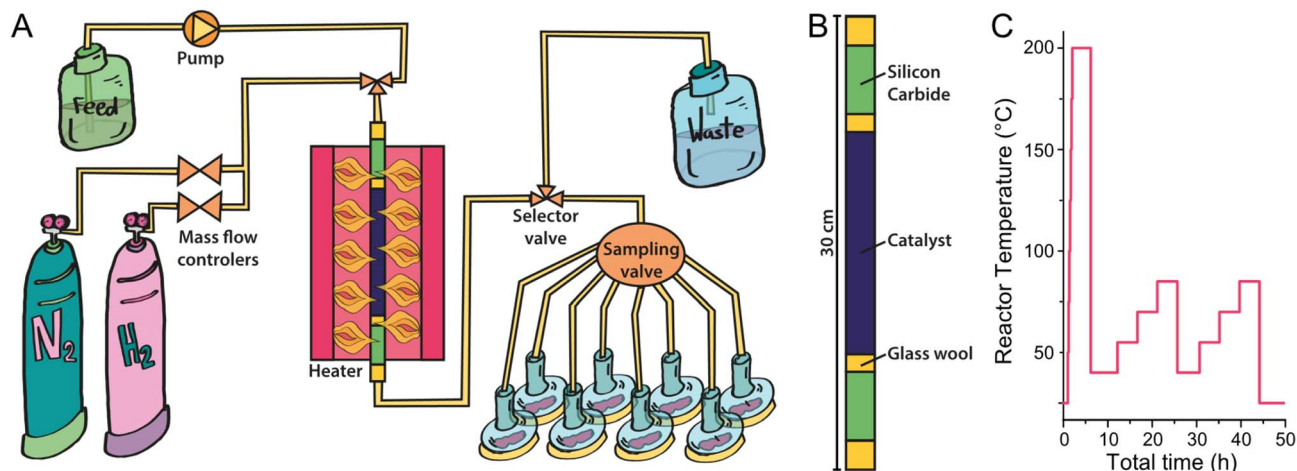 A
Pump
Feed
Mass flow
controlers
N2
H2
Heater
Selector
valve
Waste
Sampling
valve
B
30 cm
Silicon
Carbide
Catalyst
Glass wool
C
Reactor Temperature (°C)
200
150
100
50
0
10
20
30
40
50
Total time (h)